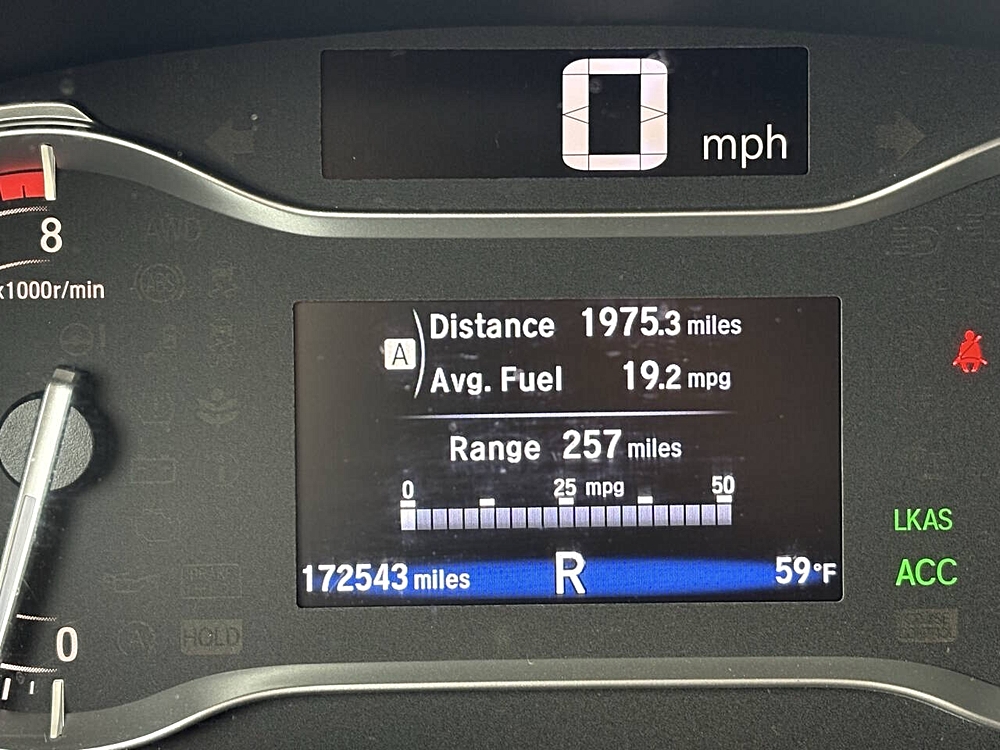 0 mph
8
x1000r/min
AWD
A Distance 1975.3 miles
Avg. Fuel 19.2 mpg
Range 257 miles
0 25 mpg 50
172543 miles R 59°F
LKAS
ACC
0
HOLD